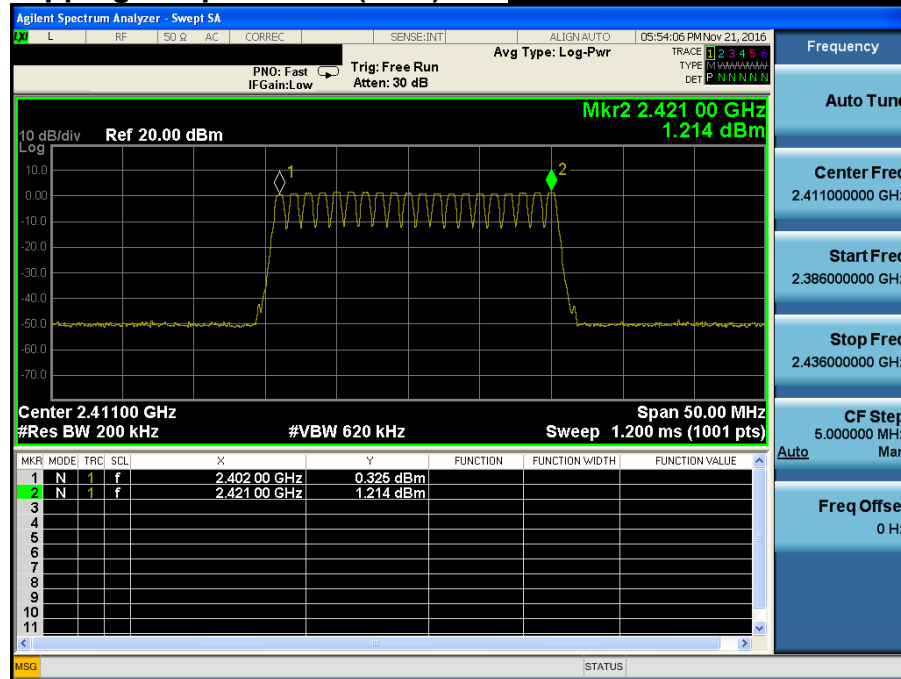 Agilent Spectrum Analyzer - Swept SA
LXI L RF 50 Ω AC CORREC SENSE:INT ALIGN AUTO 05:54:06 PM Nov 21, 2016
Frequency
Avg Type: Log-Pwr
TRACE 1 2 3 4 5 6
PNO: Fast Trig: Free Run
TYPE M WWWWW
IFGain:Low Atten: 30 dB
DET P N N N N N
Auto Tune
Mkr2 2.421 00 GHz
1.214 dBm
10 dB/div Ref 20.00 dBm
Log
10.0
0.00
-10.0
-20.0
-30.0
-40.0
-50.0
-60.0
-70.0
1
2
Center Freq
2.411000000 GHz
Start Freq
2.386000000 GHz
Stop Freq
2.436000000 GHz
Center 2.41100 GHz Span 50.00 MHz
#Res BW 200 kHz #VBW 620 kHz Sweep 1.200 ms (1001 pts)
CF Step
5.000000 MHz
Auto Man
MKR MODE TRC SCL X Y FUNCTION FUNCTION WIDTH FUNCTION VALUE
1 N 1 f 2.402 00 GHz 0.325 dBm
2 N 1 f 2.421 00 GHz 1.214 dBm
3
4
5
6
7
8
9
10
11
Freq Offset
0 Hz
MSG STATUS